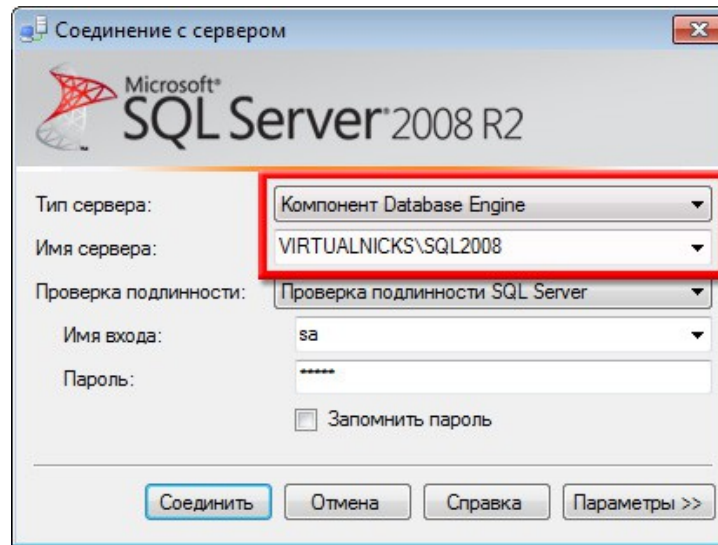 Соединение с сервером
Microsoft®
SQL Server® 2008 R2
Тип сервера: Компонент Database Engine
Имя сервера: VIRTUALNICKS\SQL2008
Проверка подлинности: Проверка подлинности SQL Server
Имя входа: sa
Пароль: *****
Запомнить пароль
Соединить Отмена Справка Параметры >>